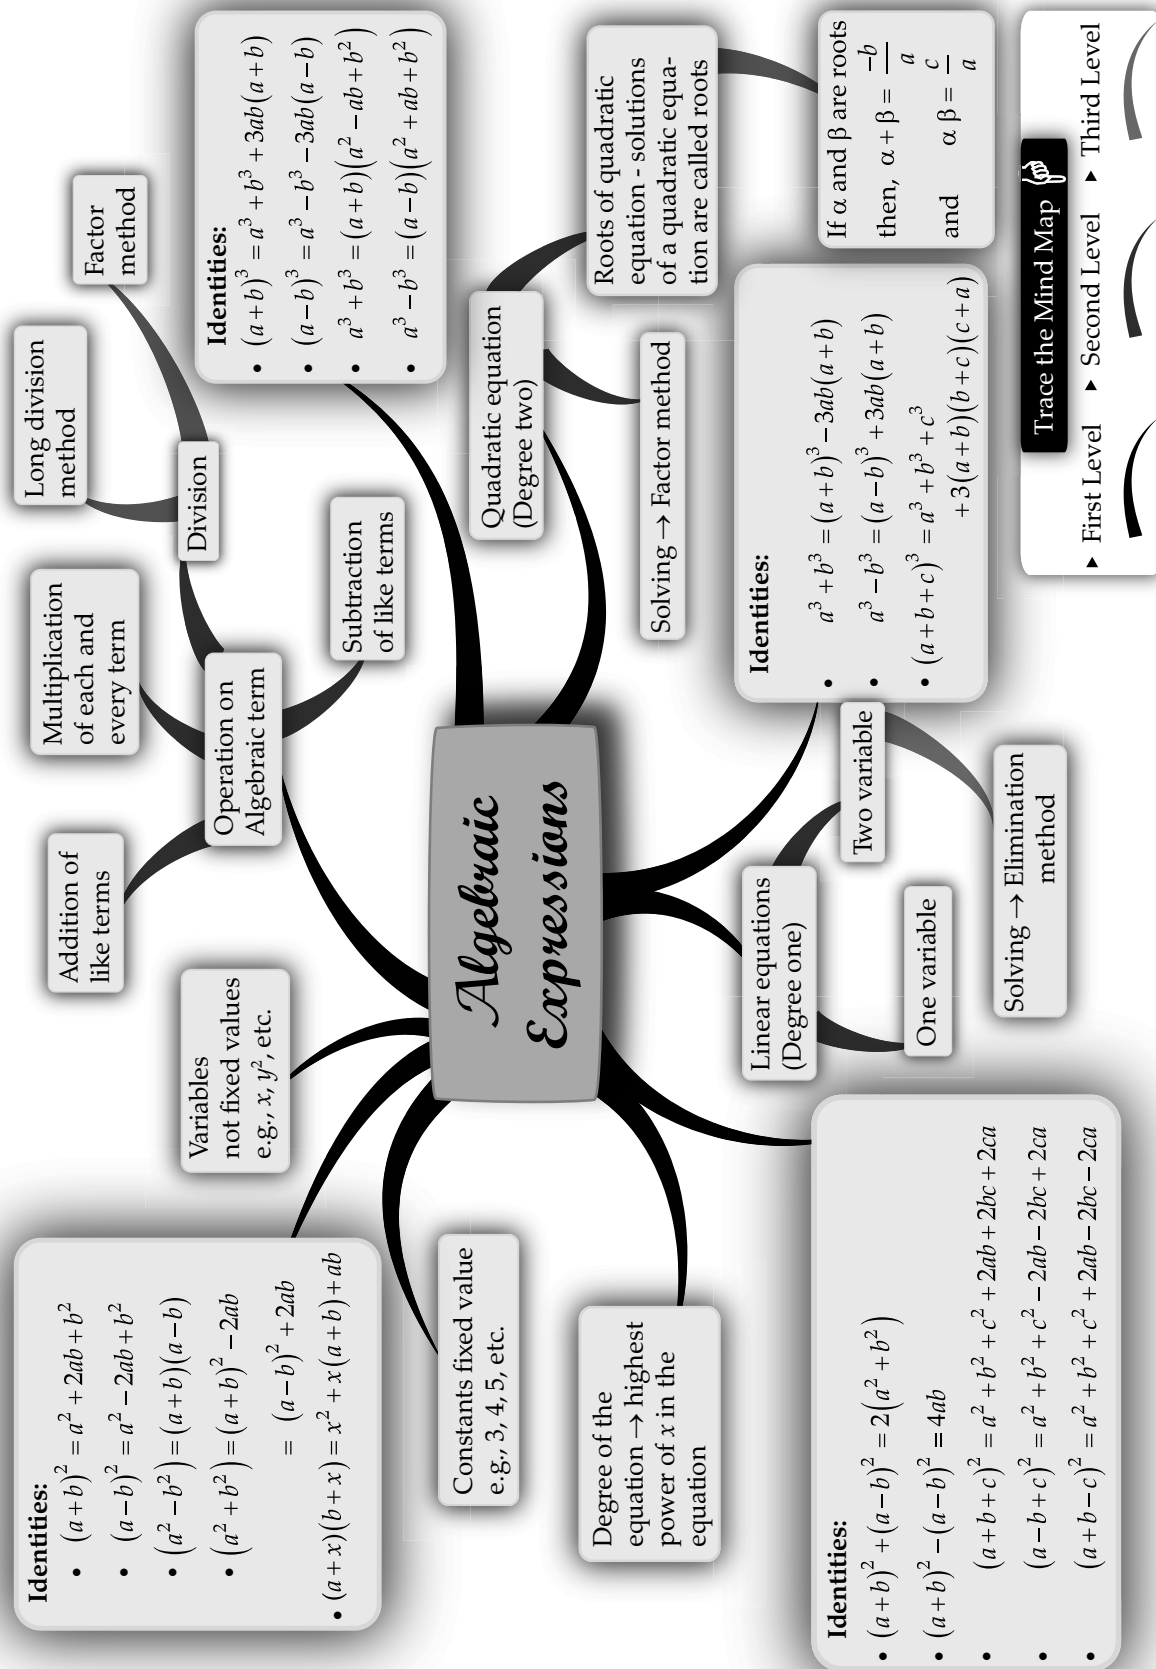 Algebraic
Expressions
Identities:
• (a + b)² = a² + 2ab + b²
• (a − b)² = a² − 2ab + b²
• (a² − b²) = (a + b)(a − b)
• (a² + b²) = (a + b)² − 2ab
= (a − b)² + 2ab
• (a + x)(b + x) = x² + x(a + b) + ab
Variables
not fixed values
e.g., x, y², etc.
Constants fixed value
e.g., 3, 4, 5, etc.
Degree of the
equation → highest
power of x in the
equation
Identities:
• (a + b)² + (a − b)² = 2(a² + b²)
• (a + b)² − (a − b)² = 4ab
• (a + b + c)² = a² + b² + c² + 2ab + 2bc + 2ca
• (a − b + c)² = a² + b² + c² − 2ab − 2bc + 2ca
• (a + b − c)² = a² + b² + c² + 2ab − 2bc − 2ca
Addition of
like terms
Multiplication
of each and
every term
Operation on
Algebraic term
Subtraction
of like terms
Division
Long division
method
Factor
method
Identities:
• (a + b)³ = a³ + b³ + 3ab(a + b)
• (a − b)³ = a³ − b³ − 3ab(a − b)
• a³ + b³ = (a + b)(a² − ab + b²)
• a³ − b³ = (a − b)(a² + ab + b²)
Quadratic equation
(Degree two)
Solving → Factor method
Roots of quadratic
equation - solutions
of a quadratic equa-
tion are called roots
If α and β are roots
then, α + β = −b/a
and α β = c/a
Linear equations
(Degree one)
One variable
Two variable
Solving → Elimination
method
Identities:
• a³ + b³ = (a + b)³ − 3ab(a + b)
• a³ − b³ = (a − b)³ + 3ab(a + b)
• (a + b + c)³ = a³ + b³ + c³
+ 3(a + b)(b + c)(c + a)
Trace the Mind Map
▸ First Level ▸ Second Level ▸ Third Level